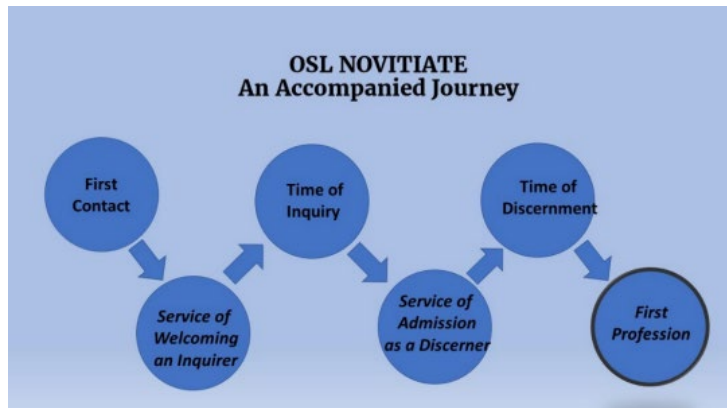 OSL NOVITIATE
An Accompanied Journey
First
Contact
Service of
Welcoming
an Inquirer
Time of
Inquiry
Service of
Admission
as a Discerner
Time of
Discernment
First
Profession